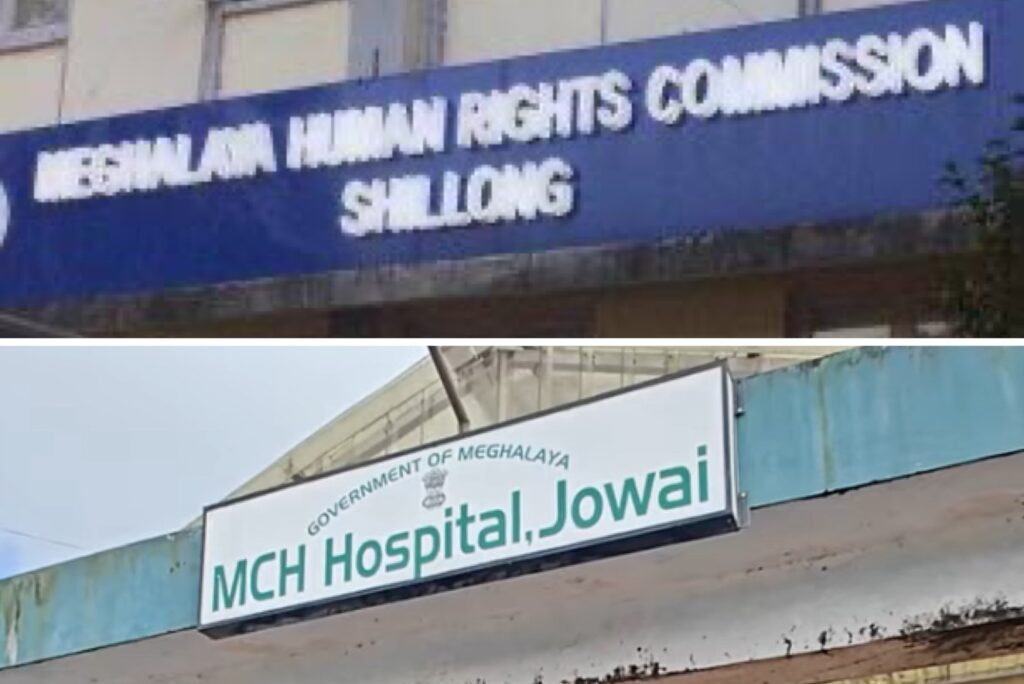 MEGHALAYA HUMAN RIGHTS COMMISSION
SHILLONG
GOVERNMENT OF MEGHALAYA
MCH Hospital, Jowai